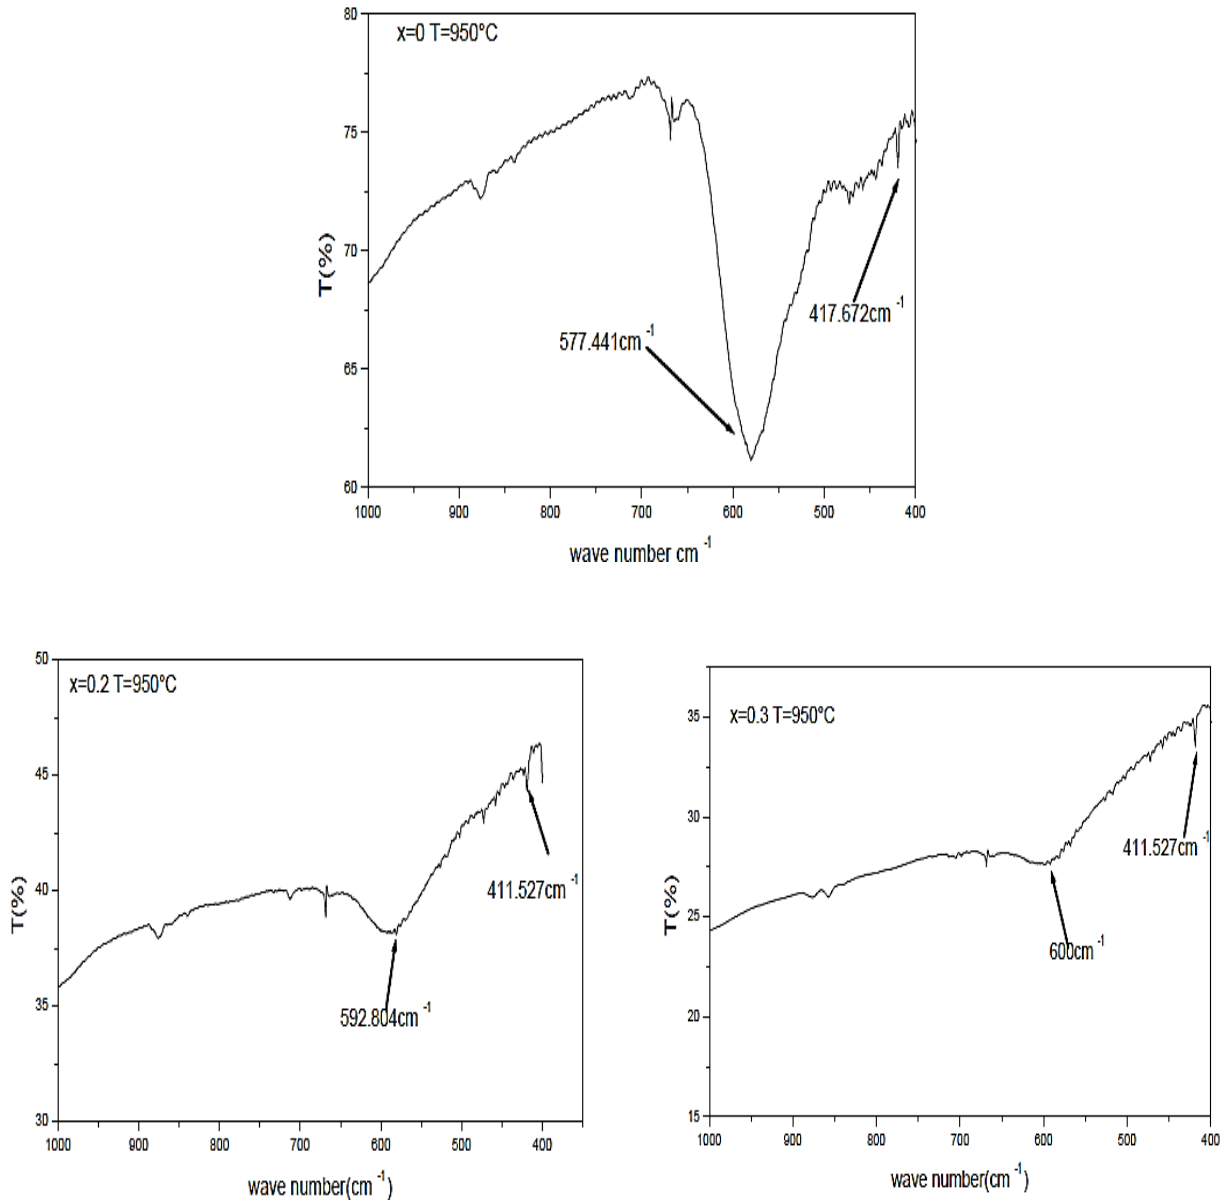 x=0 T=950°C
80
75
70
65
60
T(%)
577.441cm -1
417.672cm -1
1000 900 800 700 600 500 400
wave number cm -1
x=0.2 T=950°C
50
45
40
35
30
T(%)
411.527cm -1
592.804cm -1
1000 900 800 700 600 500 400
wave number(cm -1)
x=0.3 T=950°C
35
30
25
20
15
T(%)
411.527cm -1
600cm -1
1000 900 800 700 600 500 400
wave number(cm -1)